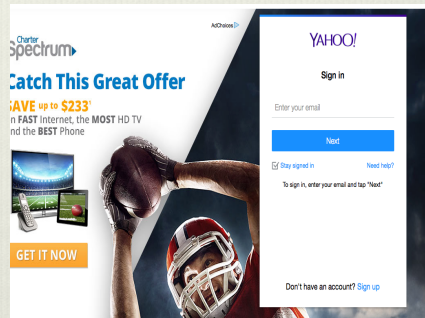 AdChoices
Charter
Spectrum
Catch This Great Offer
SAVE up to $233*
n FAST Internet, the MOST HD TV
nd the BEST Phone
GET IT NOW
YAHOO!
Sign in
Enter your email
Next
Stay signed in
Need help?
To sign in, enter your email and tap "Next"
Don't have an account? Sign up